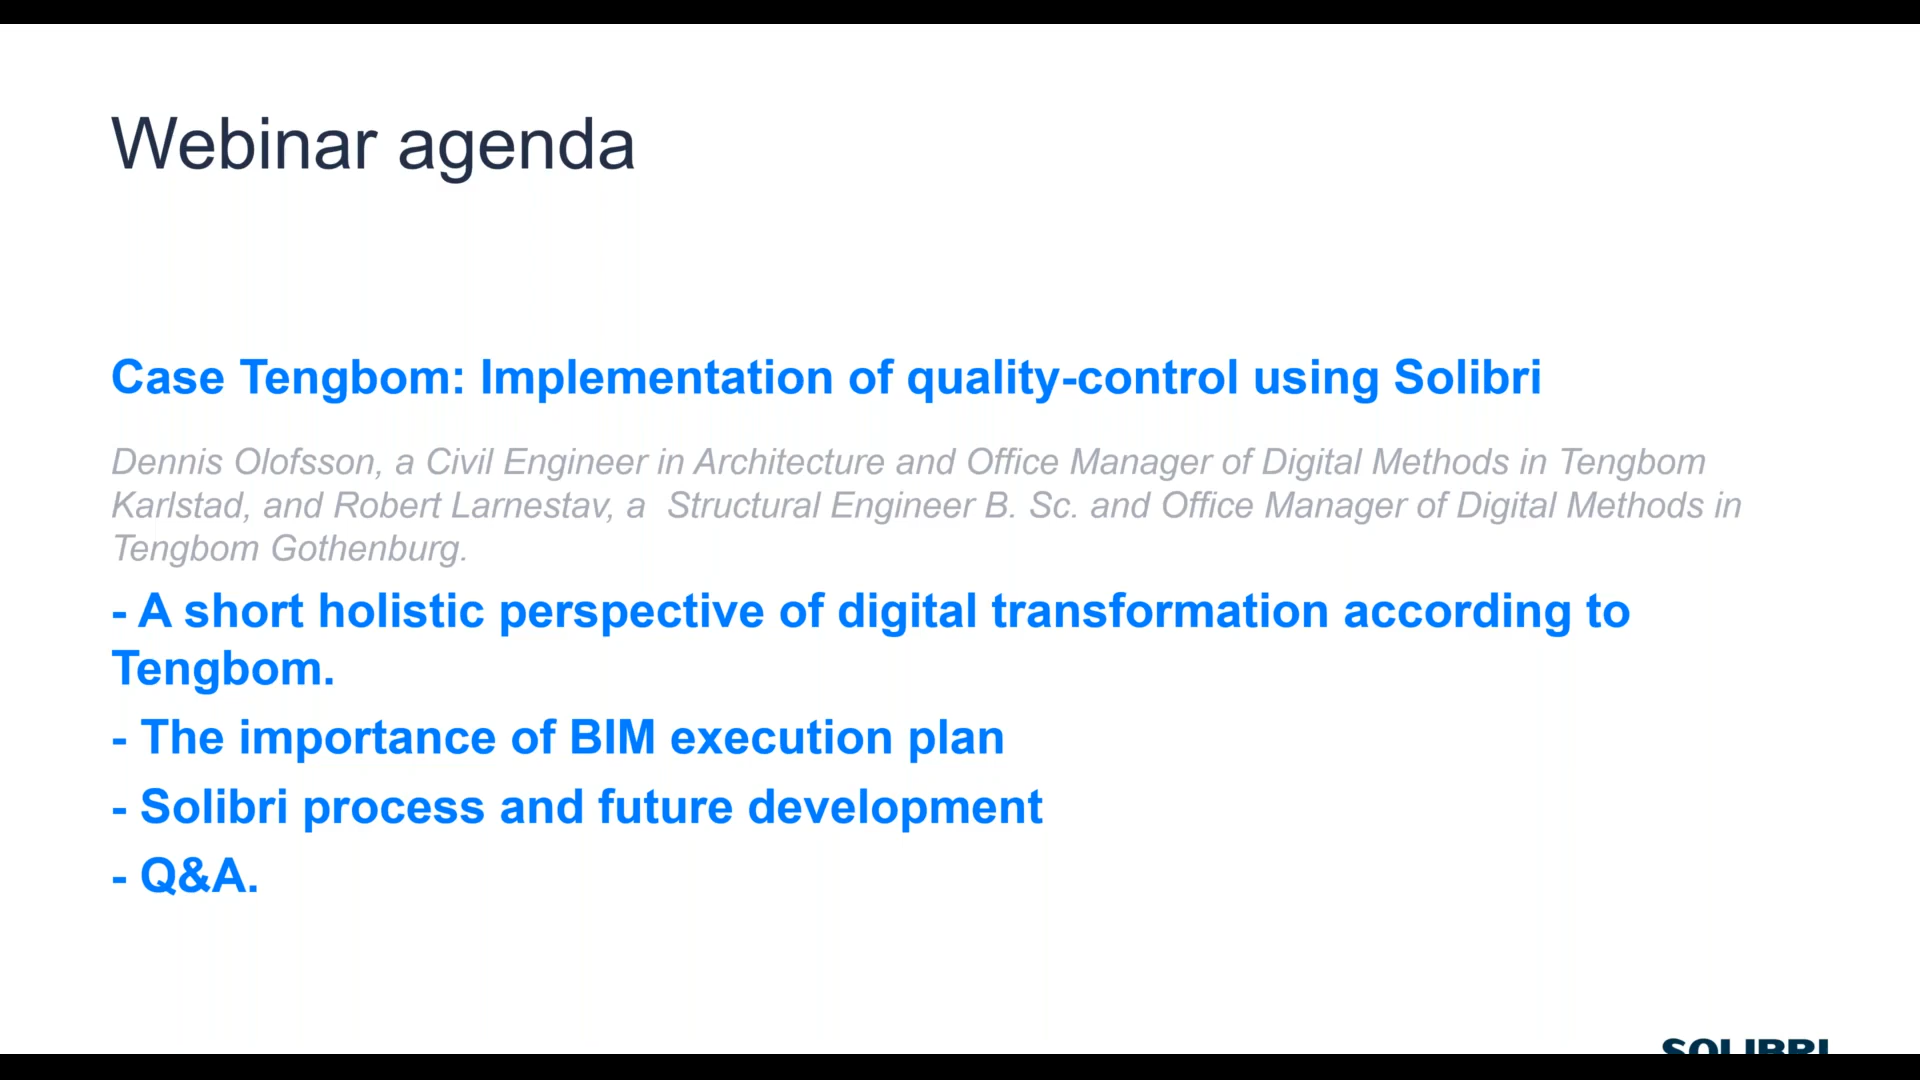 Webinar agenda
Case Tengbom: Implementation of quality-control using Solibri
Dennis Olofsson, a Civil Engineer in Architecture and Office Manager of Digital Methods in Tengbom
Karlstad, and Robert Larnestav, a  Structural Engineer B. Sc. and Office Manager of Digital Methods in
Tengbom Gothenburg.
- A short holistic perspective of digital transformation according to
Tengbom.
- The importance of BIM execution plan
- Solibri process and future development
- Q&A.
SOLIBRI